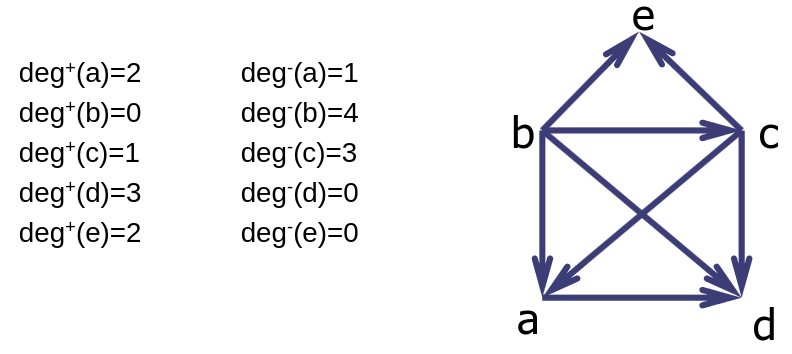 deg⁺(a)=2
deg⁺(b)=0
deg⁺(c)=1
deg⁺(d)=3
deg⁺(e)=2
deg⁻(a)=1
deg⁻(b)=4
deg⁻(c)=3
deg⁻(d)=0
deg⁻(e)=0
e
b
c
a
d